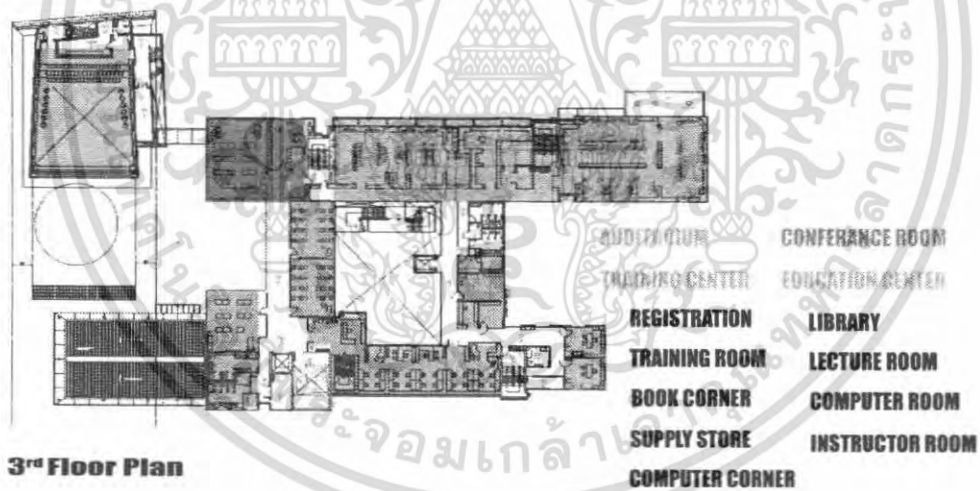 AUDITORIUM CONFERANCE ROOM
TRAINING CENTER EDUCATION CENTER
REGISTRATION LIBRARY
TRAINING ROOM LECTURE ROOM
BOOK CORNER COMPUTER ROOM
SUPPLY STORE INSTRUCTOR ROOM
3rd Floor Plan
COMPUTER CORNER